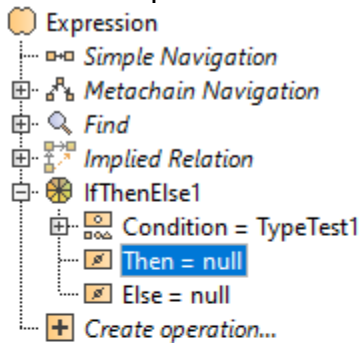 Expression
Simple Navigation
Metachain Navigation
Find
Implied Relation
IfThenElse1
Condition = TypeTest1
Then = null
Else = null
Create operation...